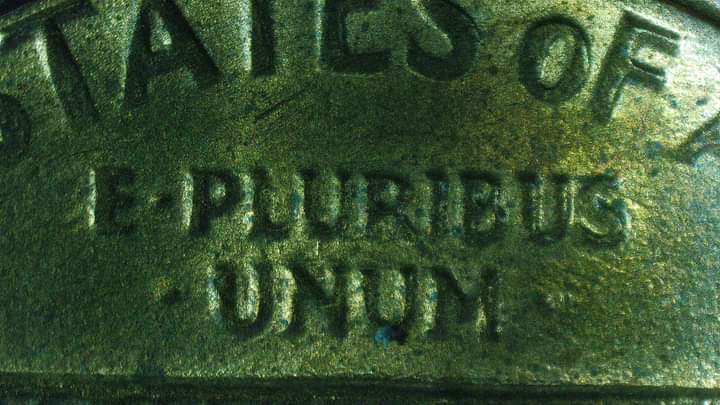 STATES OF
E·PLURIBUS
·UNUM·